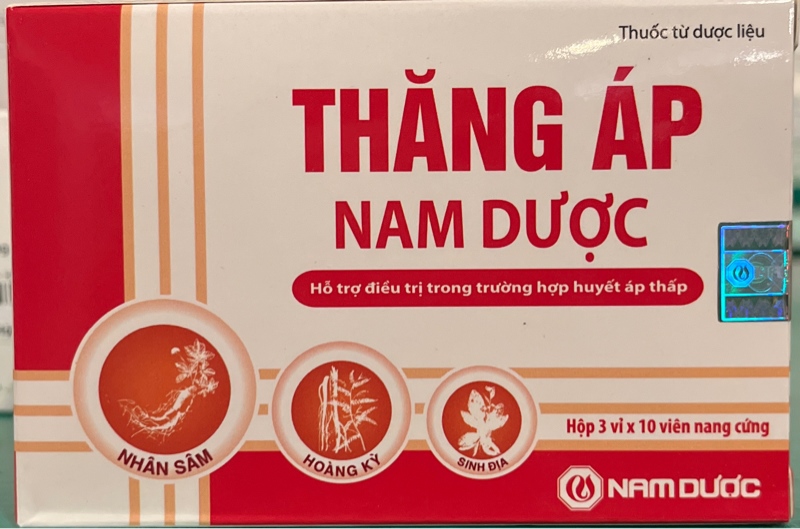 Thuốc từ dược liệu
THĂNG ÁP
NAM DƯỢC
Hỗ trợ điều trị trong trường hợp huyết áp thấp
NHÂN SÂM
HOÀNG KỲ
SINH ĐỊA
Hộp 3 vỉ x 10 viên nang cứng
NAM DƯỢC